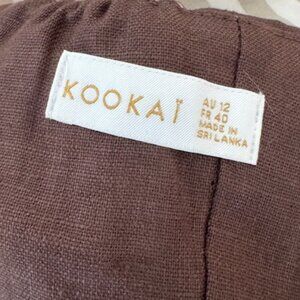 KOOKAÏ
AU 12
FR 40
MADE IN
SRI LANKA